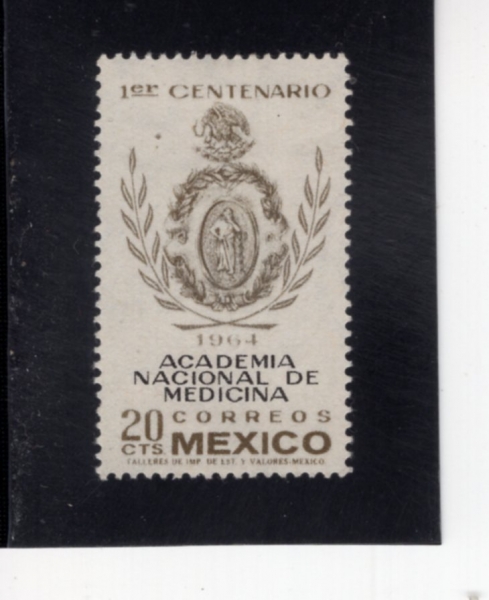 1er CENTENARIO
1964
ACADEMIA
NACIONAL DE
MEDICINA
20 CTS. CORREOS
MEXICO
TALLERES DE IMP. DE EST. Y VALORES-MEXICO.